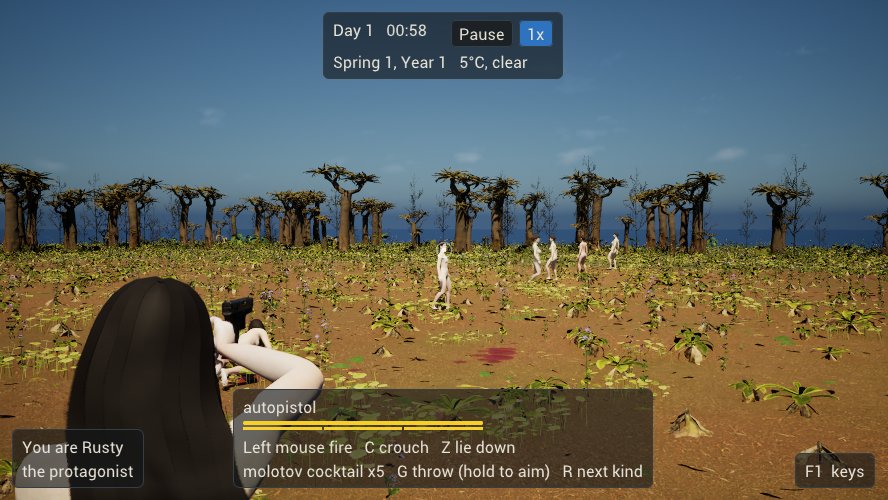 Day 1 00:58 Pause 1x
Spring 1, Year 1 5°C, clear
autopistol
Left mouse fire C crouch Z lie down
molotov cocktail x5 G throw (hold to aim) R next kind
You are Rusty
the protagonist
F1 keys